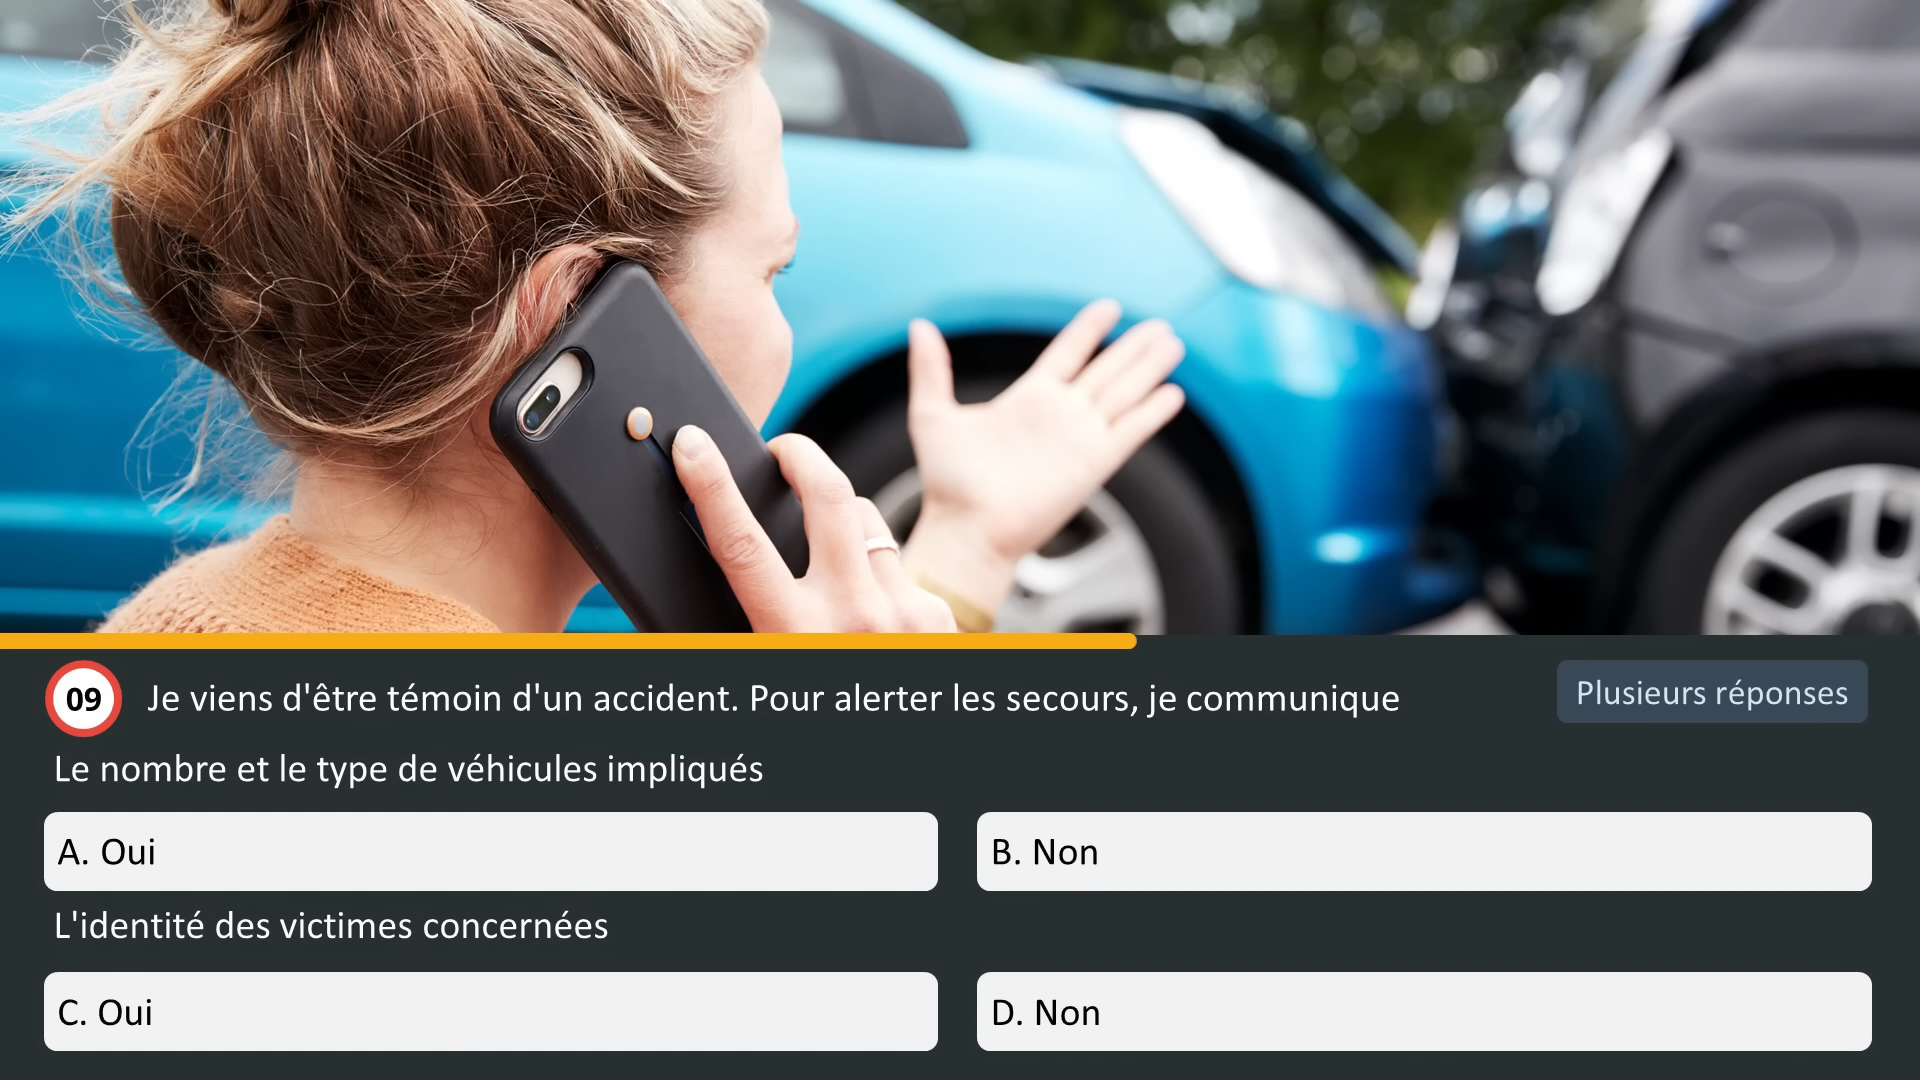 09 Je viens d'être témoin d'un accident. Pour alerter les secours, je communique
Plusieurs réponses
Le nombre et le type de véhicules impliqués
A. Oui
B. Non
L'identité des victimes concernées
C. Oui
D. Non